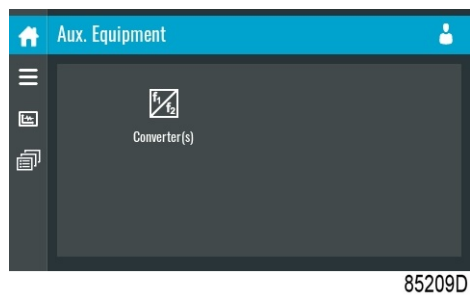 Aux. Equipment
f1/f2
Converter(s)
85209D